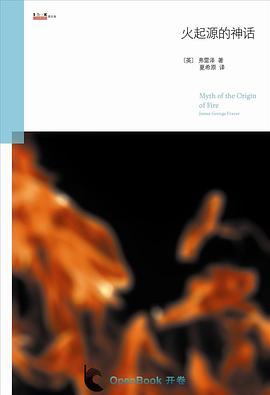 火起源的神话
〔英〕 弗雷泽 著
夏希原 译
Myth of the Origin
of Fire
James George Frazer
OpenBook 开卷